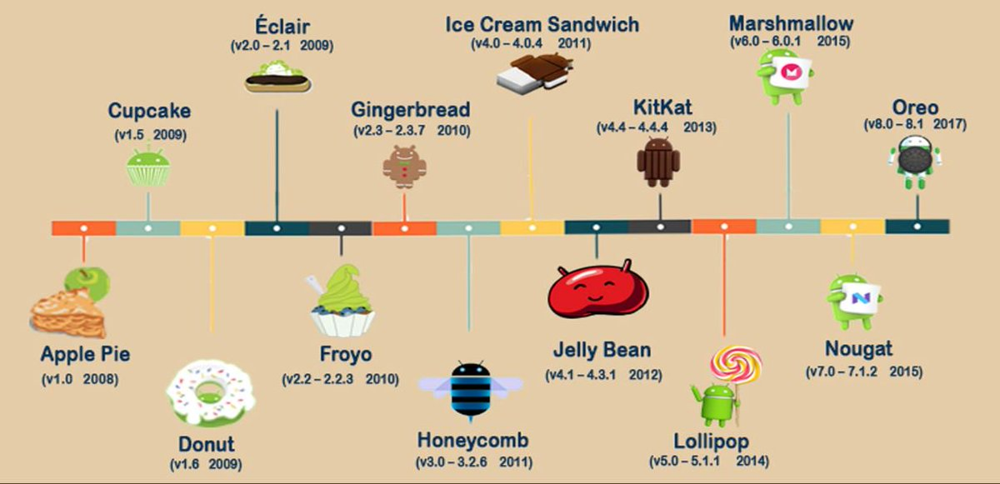 Éclair
(v2.0 – 2.1 2009)
Ice Cream Sandwich
(v4.0 – 4.0.4 2011)
Marshmallow
(v6.0 – 6.0.1 2015)
Cupcake
(v1.5 2009)
Gingerbread
(v2.3 – 2.3.7 2010)
KitKat
(v4.4 – 4.4.4 2013)
Oreo
(v8.0 – 8.1 2017)
M
OREO
N
Apple Pie
(v1.0 2008)
Froyo
(v2.2 – 2.2.3 2010)
Jelly Bean
(v4.1 – 4.3.1 2012)
Nougat
(v7.0 – 7.1.2 2015)
Donut
(v1.6 2009)
Honeycomb
(v3.0 – 3.2.6 2011)
Lollipop
(v5.0 – 5.1.1 2014)